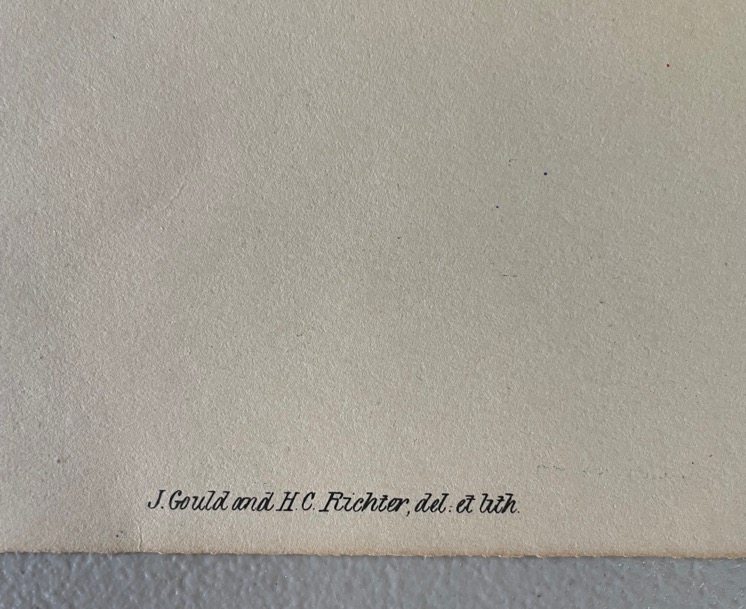 J. Gould and H. C. Richter, del: et lith.